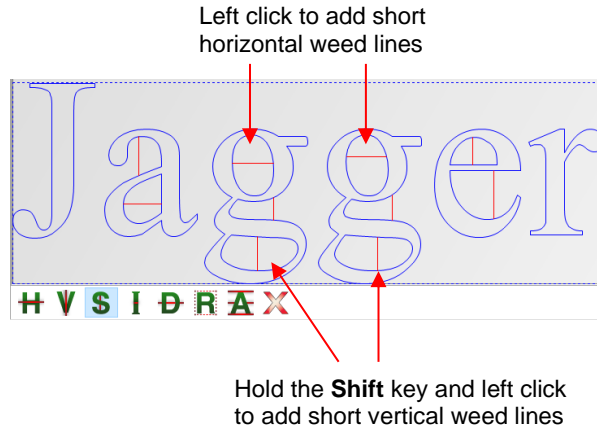 Left click to add short
horizontal weed lines
Jagger
H V S I D R A X
Hold the Shift key and left click
to add short vertical weed lines